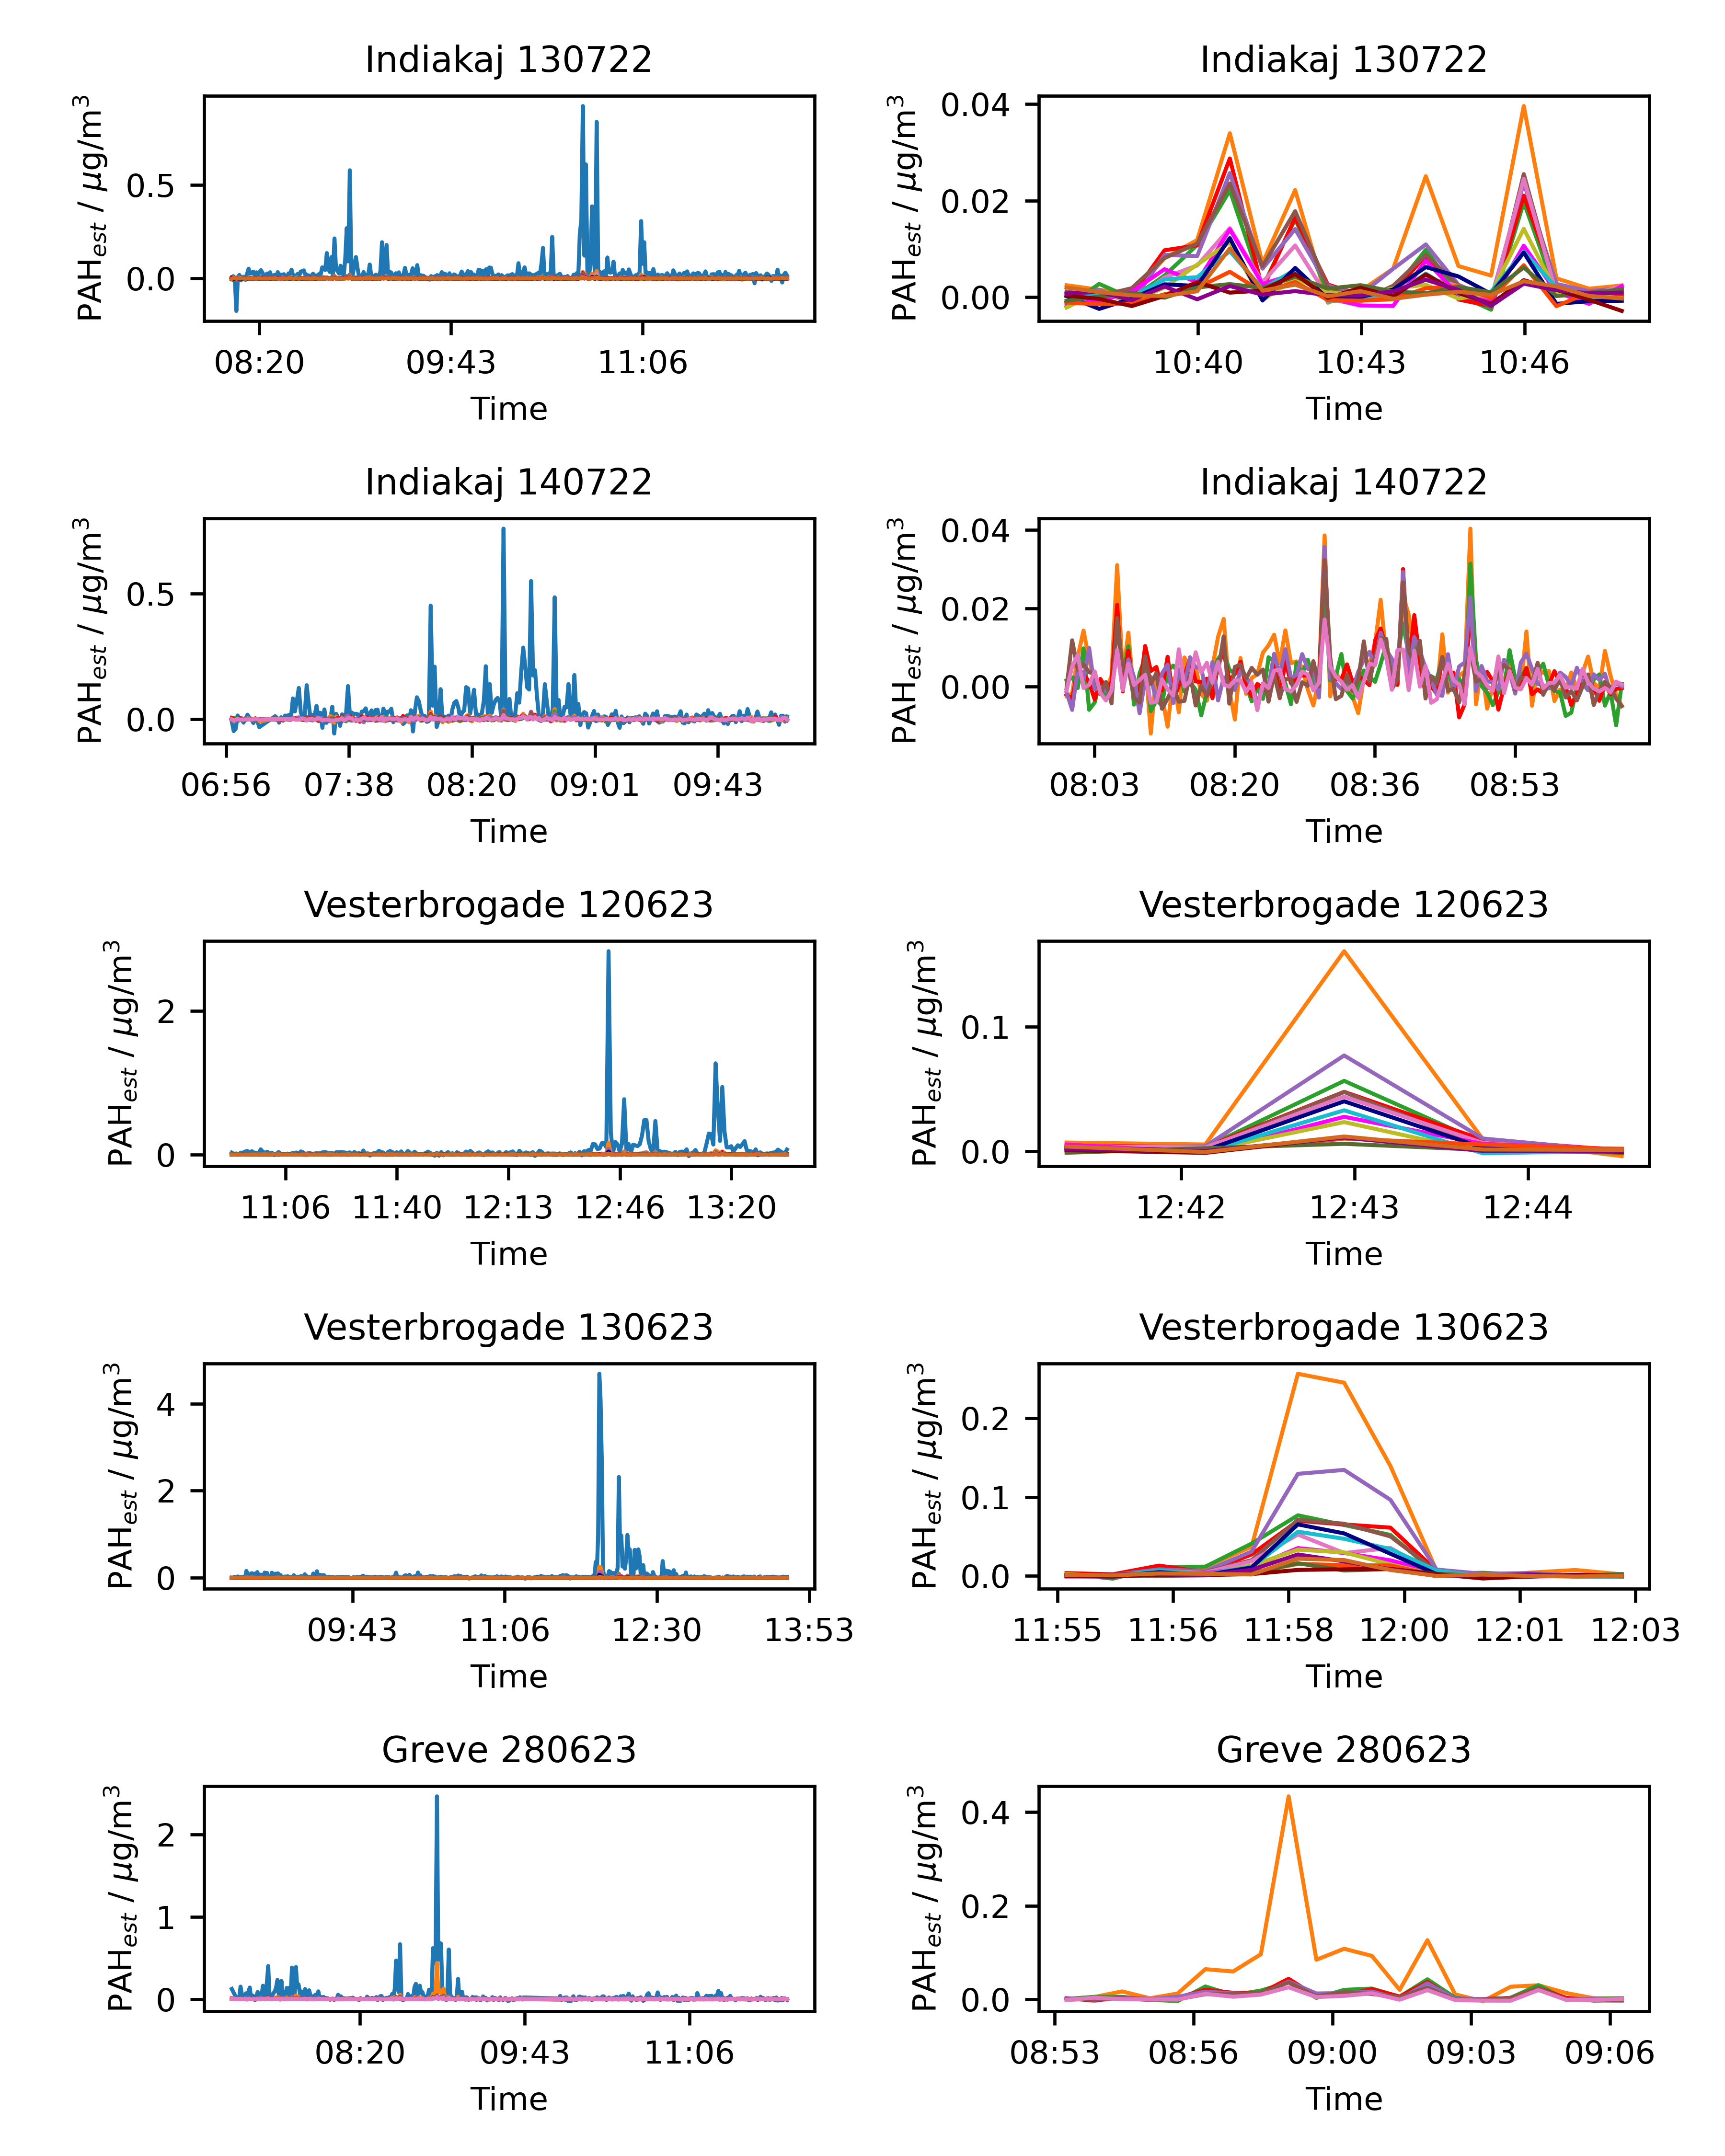 Indiakaj 130722
PAH_est / μg/m³
0.5
0.0
08:20 09:43 11:06
Time
Indiakaj 130722
PAH_est / μg/m³
0.04
0.02
0.00
10:40 10:43 10:46
Time
Indiakaj 140722
PAH_est / μg/m³
0.5
0.0
06:56 07:38 08:20 09:01 09:43
Time
Indiakaj 140722
PAH_est / μg/m³
0.04
0.02
0.00
08:03 08:20 08:36 08:53
Time
Vesterbrogade 120623
PAH_est / μg/m³
2
0
11:06 11:40 12:13 12:46 13:20
Time
Vesterbrogade 120623
PAH_est / μg/m³
0.1
0.0
12:42 12:43 12:44
Time
Vesterbrogade 130623
PAH_est / μg/m³
4
2
0
09:43 11:06 12:30 13:53
Time
Vesterbrogade 130623
PAH_est / μg/m³
0.2
0.1
0.0
11:55 11:56 11:58 12:00 12:01 12:03
Time
Greve 280623
PAH_est / μg/m³
2
1
0
08:20 09:43 11:06
Time
Greve 280623
PAH_est / μg/m³
0.4
0.2
0.0
08:53 08:56 09:00 09:03 09:06
Time